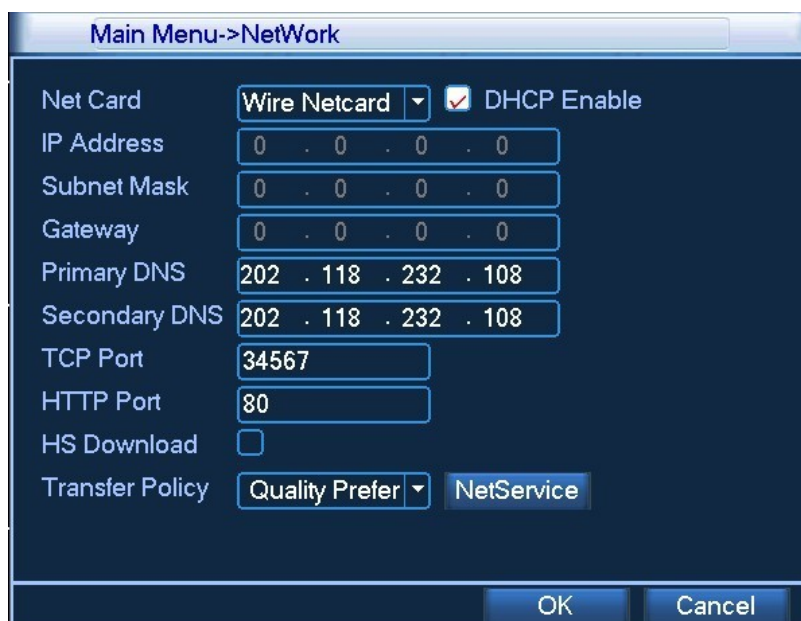 Main Menu->NetWork
Net Card Wire Netcard DHCP Enable
IP Address 0 . 0 . 0 . 0
Subnet Mask 0 . 0 . 0 . 0
Gateway 0 . 0 . 0 . 0
Primary DNS 202 . 118 . 232 . 108
Secondary DNS 202 . 118 . 232 . 108
TCP Port 34567
HTTP Port 80
HS Download
Transfer Policy Quality Prefer NetService
OK Cancel